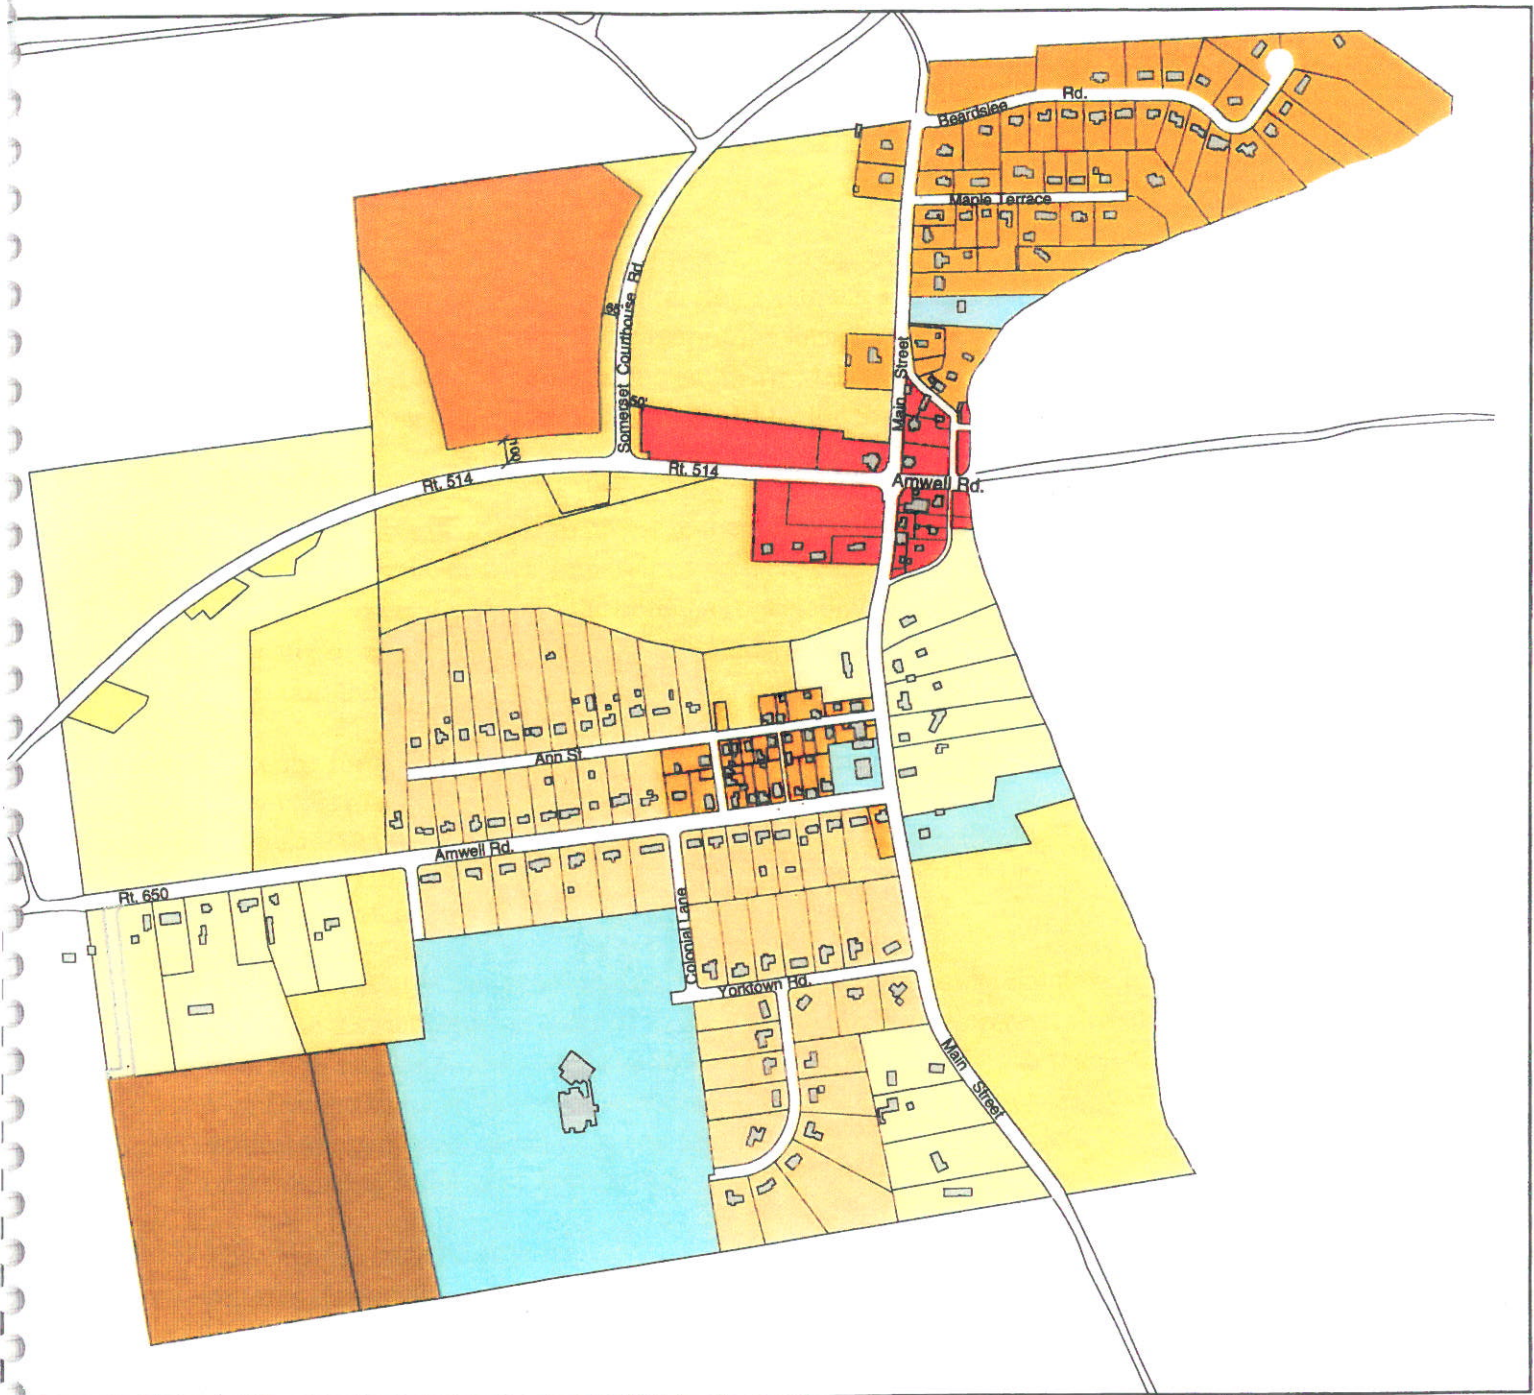 Beardslee
Rd.
Maple Terrace
Somerset Courthouse Rd.
Main Street
50'
Rt. 514
Rt. 514
Amwell Rd.
Ann St.
Amwell Rd.
Rt. 650
Colonial Lane
Yorktown Rd.
Main Street